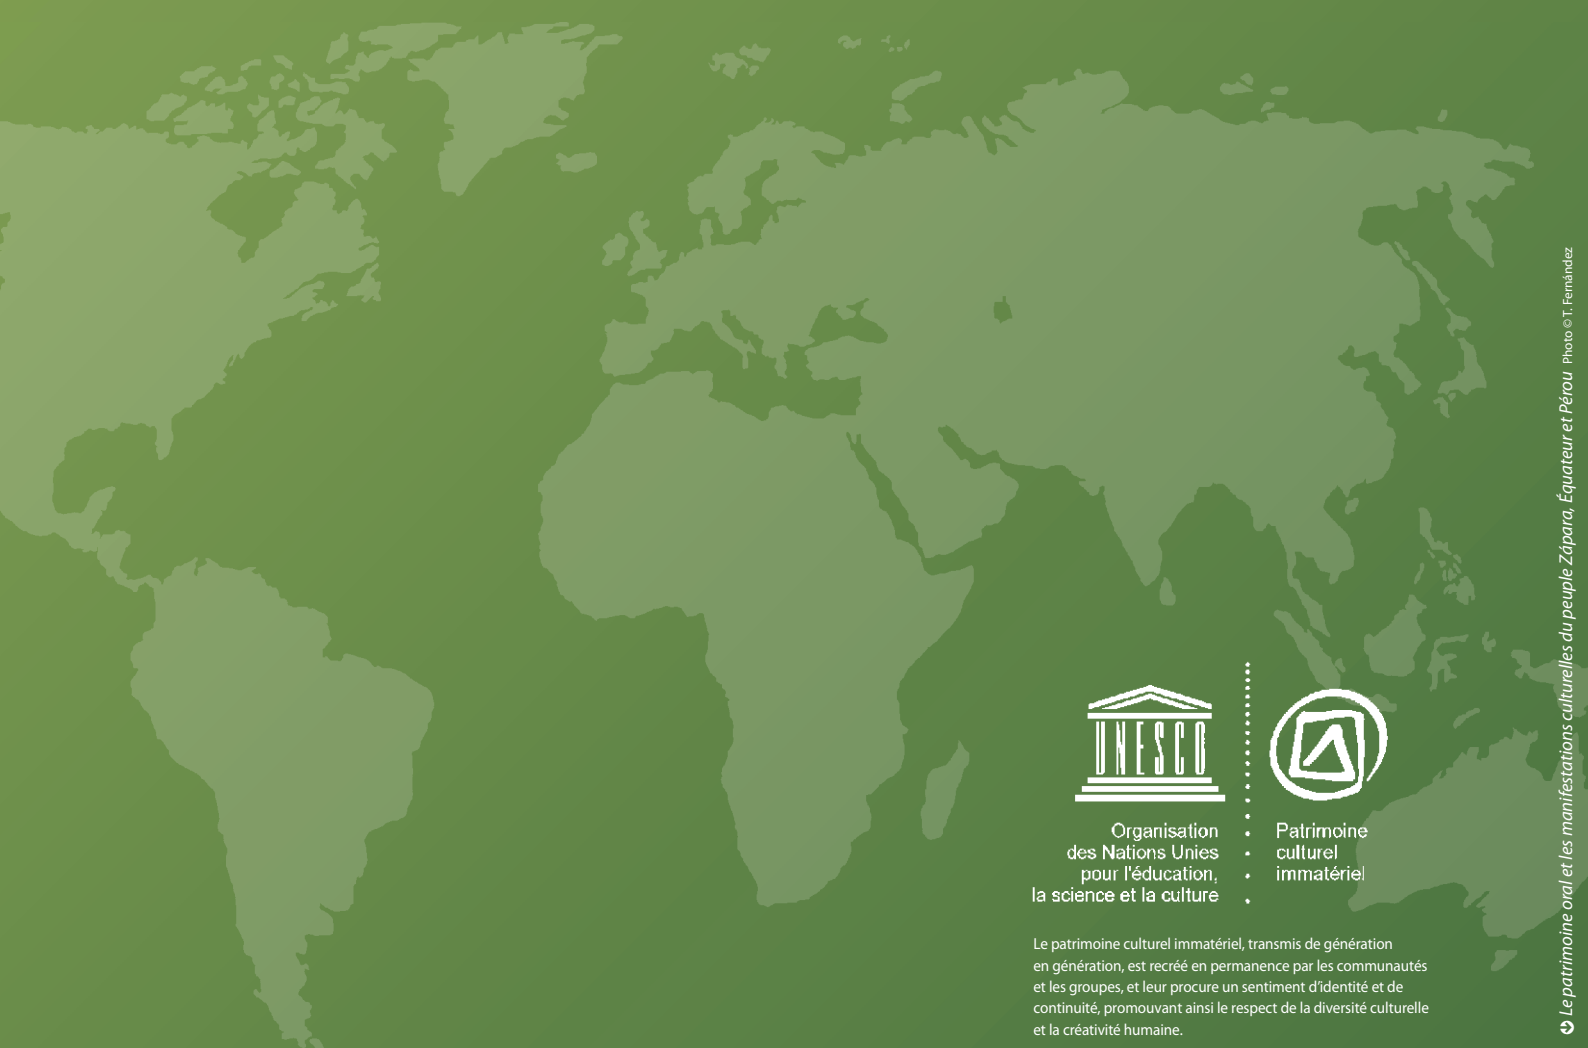 UNESCO
Organisation
des Nations Unies
pour l'éducation,
la science et la culture
Patrimoine
culturel
immatériel
Le patrimoine culturel immatériel, transmis de génération
en génération, est recréé en permanence par les communautés
et les groupes, et leur procure un sentiment d’identité et de
continuité, promouvant ainsi le respect de la diversité culturelle
et la créativité humaine.
Le patrimoine oral et les manifestations culturelles du peuple Zápara, Équateur et Pérou Photo © T. Fernández